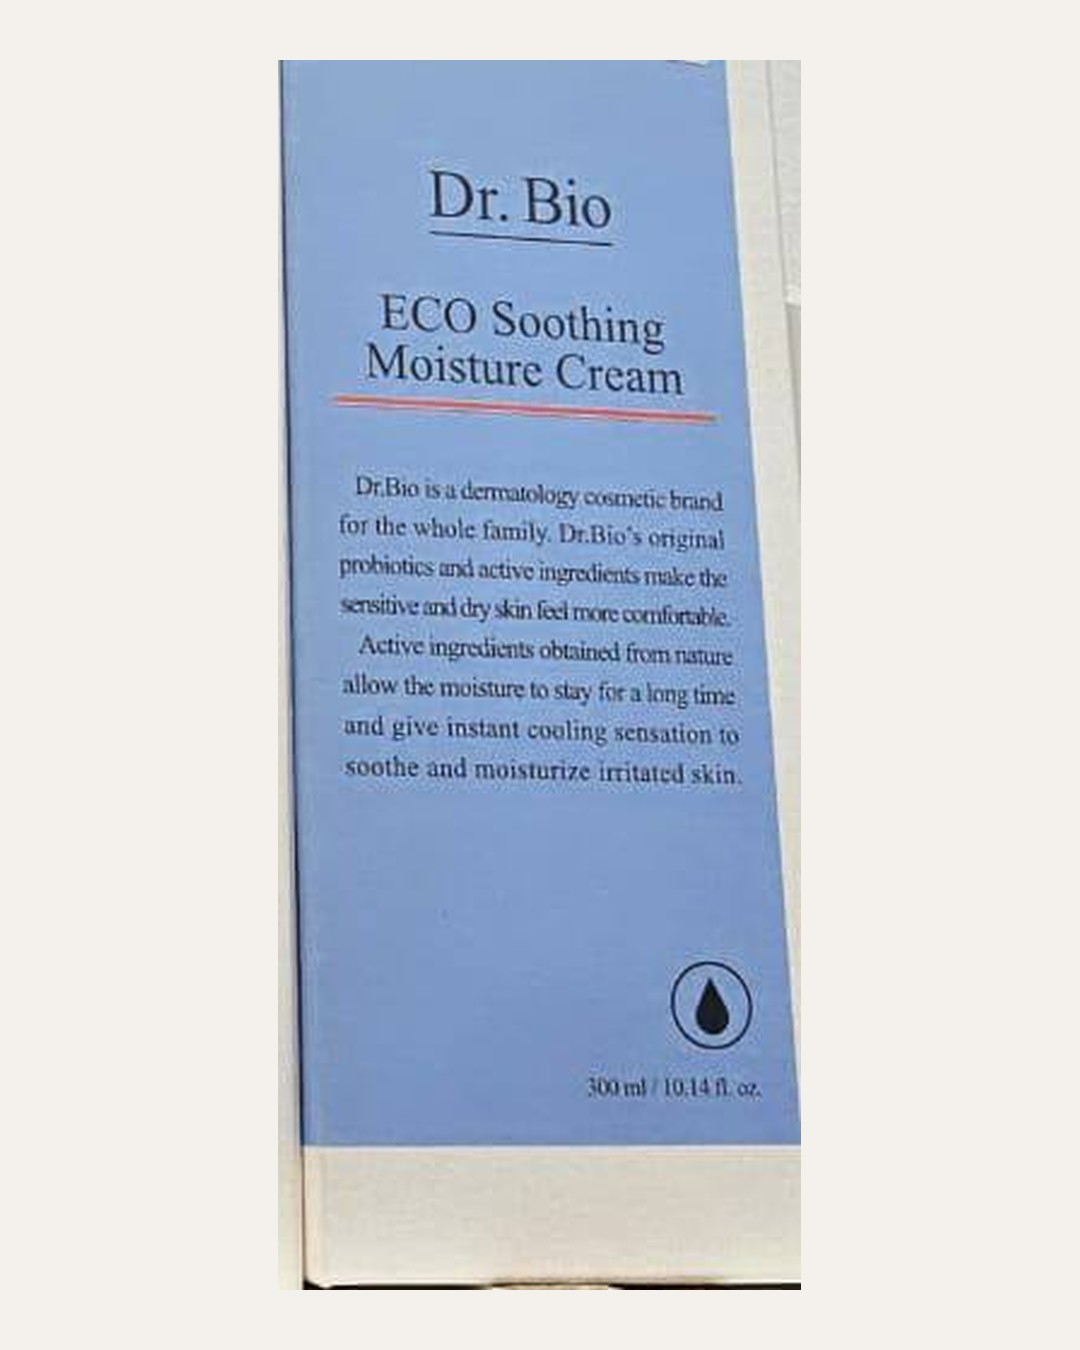 Dr. Bio
ECO Soothing
Moisture Cream
Dr.Bio is a dermatology cosmetic brand
for the whole family. Dr.Bio's original
probiotics and active ingredients make the
sensitive and dry skin feel more comfortable.
Active ingredients obtained from nature
allow the moisture to stay for a long time
and give instant cooling sensation to
soothe and moisturize irritated skin.
300 ml / 10.14 fl. oz.